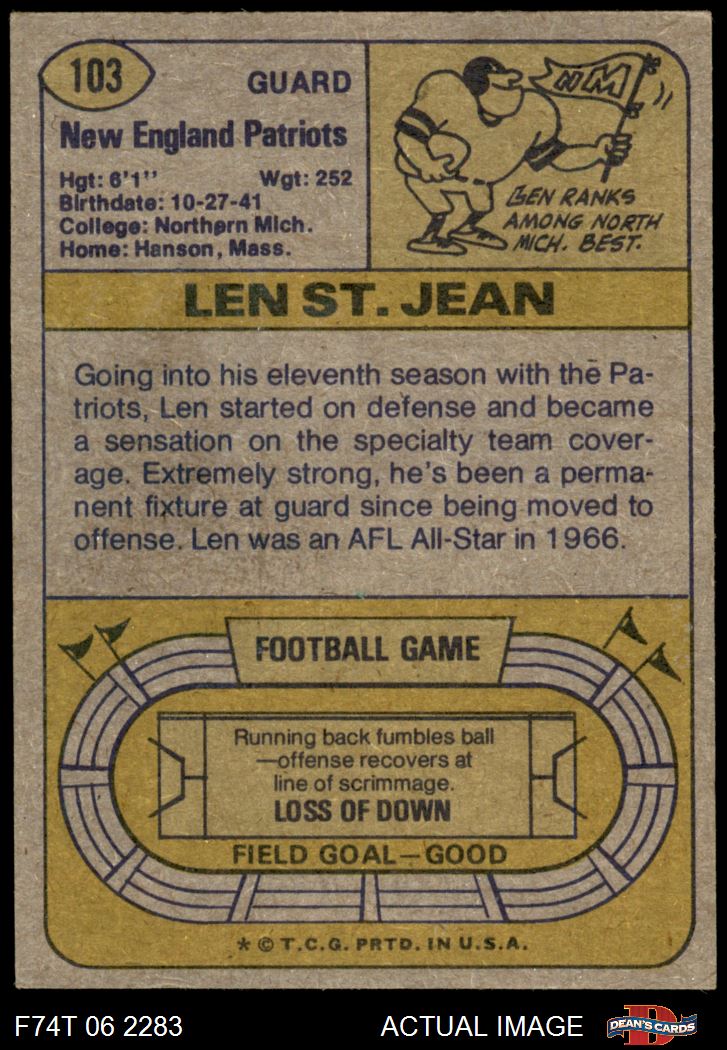 103
GUARD
New England Patriots
Hgt: 6'1" Wgt: 252
Birthdate: 10-27-41
College: Northern Mich.
Home: Hanson, Mass.
NM
LEN RANKS
AMONG NORTH
MICH. BEST.
LEN ST. JEAN
Going into his eleventh season with the Pa-
triots, Len started on defense and became
a sensation on the specialty team cover-
age. Extremely strong, he's been a perma-
nent fixture at guard since being moved to
offense. Len was an AFL All-Star in 1966.
FOOTBALL GAME
Running back fumbles ball
—offense recovers at
line of scrimmage.
LOSS OF DOWN
FIELD GOAL—GOOD
* © T.C.G. PRTD. IN U.S.A.
F74T 06 2283 ACTUAL IMAGE DEAN'S CARDS